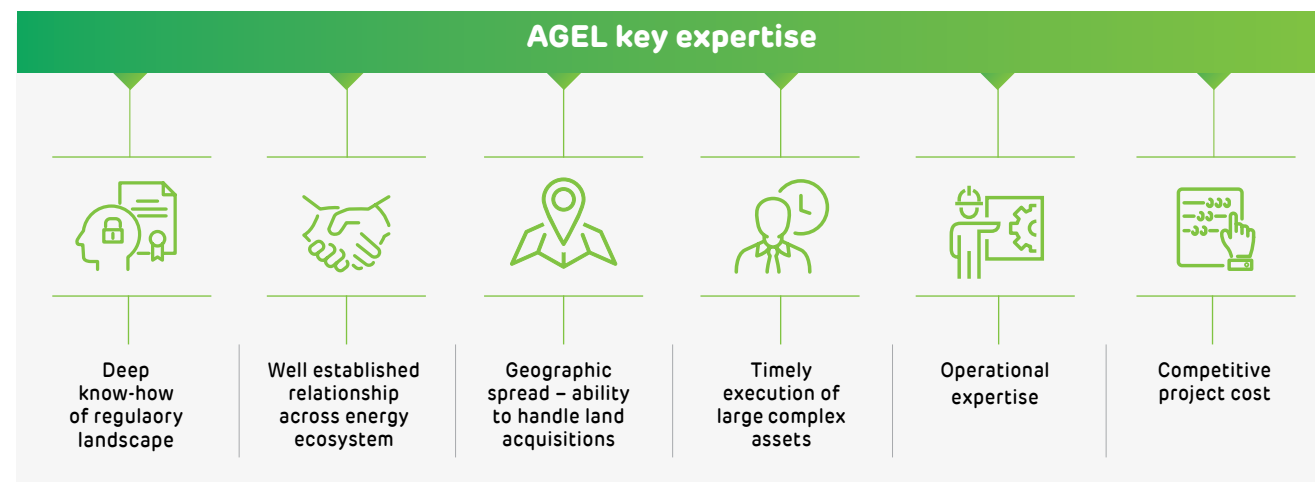 AGEL key expertise
Deep
know-how
of regulaory
landscape
Well established
relationship
across energy
ecosystem
Geographic
spread – ability
to handle land
acquisitions
Timely
execution of
large complex
assets
Operational
expertise
Competitive
project cost